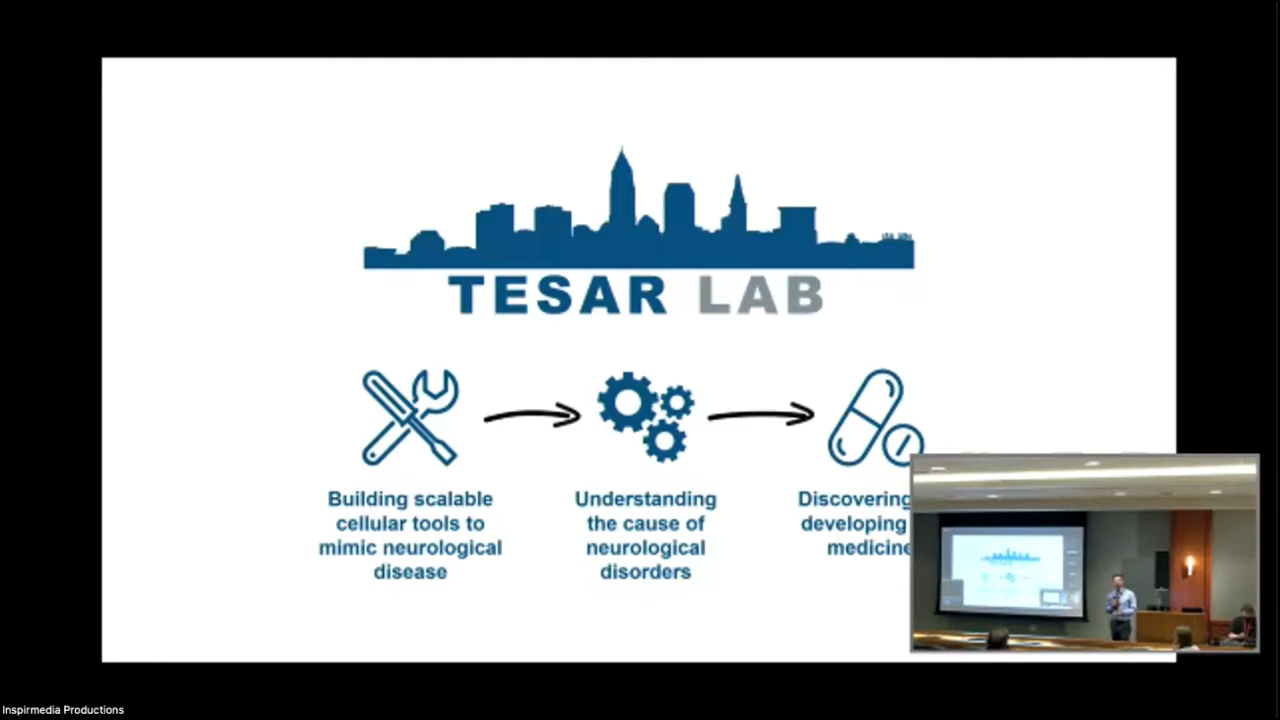 TESAR LAB
Building scalable
cellular tools to
mimic neurological
disease
Understanding
the cause of
neurological
disorders
Discovering
developing
medicine
Inspirmedia Productions